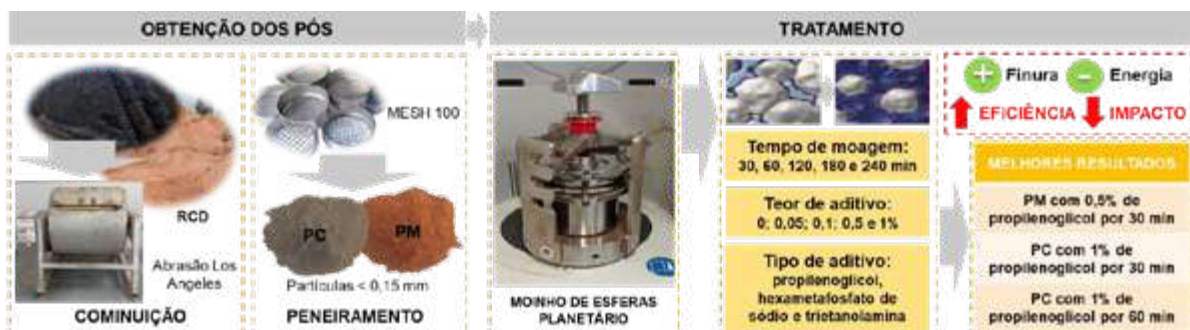 OBTENÇÃO DOS PÓS
TRATAMENTO
RCD
Abrasão Los
Angeles
COMINUIÇÃO
MESH 100
PC
PM
Partículas < 0,15 mm
PENEIRAMENTO
MOINHO DE ESFERAS
PLANETÁRIO
Tempo de moagem:
30, 60, 120, 180 e 240 min
Teor de aditivo:
0; 0,05; 0,1; 0,5 e 1%
Tipo de aditivo:
propilenoglicol,
hexametafosfato de
sódio e trietanolamina
+ Finura
− Energia
EFICIÊNCIA
IMPACTO
MELHORES RESULTADOS
PM com 0,5% de
propilenoglicol por 30 min
PC com 1% de
propilenoglicol por 30 min
PC com 1% de
propilenoglicol por 60 min